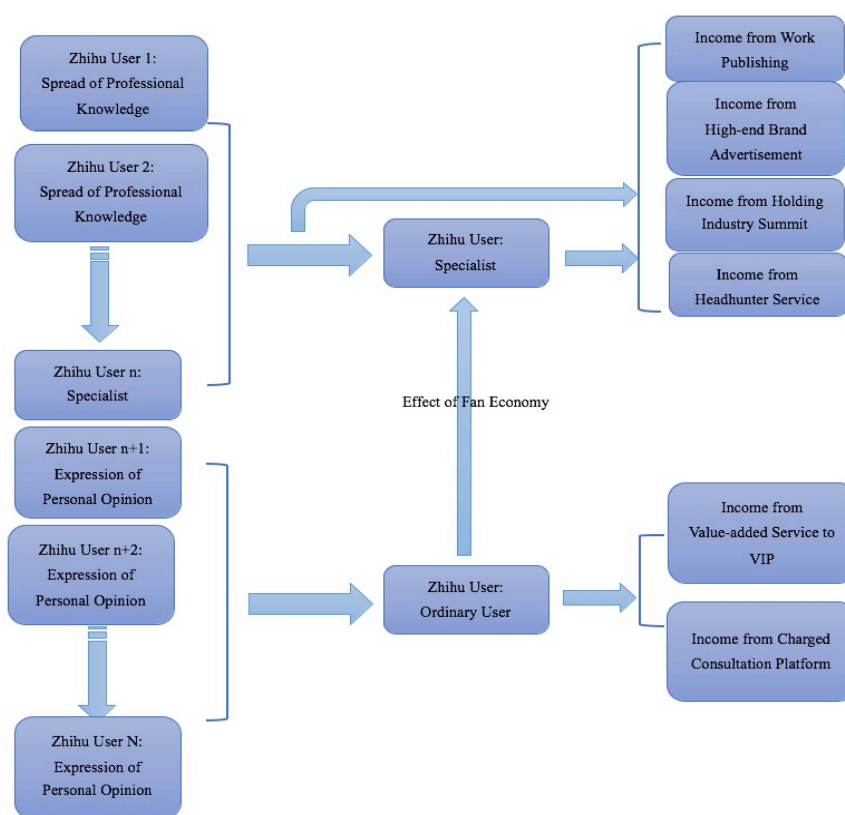 Zhihu User 1:
Spread of Professional
Knowledge
Zhihu User 2:
Spread of Professional
Knowledge
Zhihu User n:
Specialist
Zhihu User n+1:
Expression of
Personal Opinion
Zhihu User n+2:
Expression of
Personal Opinion
Zhihu User N:
Expression of
Personal Opinion
Zhihu User:
Specialist
Effect of Fan Economy
Zhihu User:
Ordinary User
Income from Work
Publishing
Income from
High-end Brand
Advertisement
Income from Holding
Industry Summit
Income from
Headhunter Service
Income from
Value-added Service to
VIP
Income from Charged
Consultation Platform